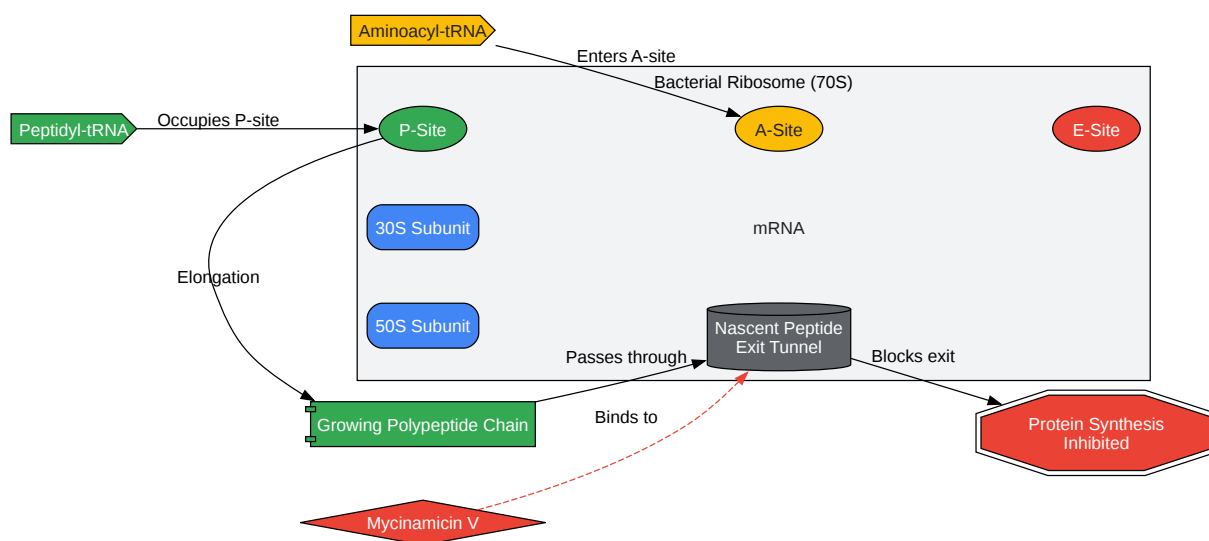 Aminoacyl-tRNA
Enters A-site
Bacterial Ribosome (70S)
Peptidyl-tRNA
Occupies P-site
P-Site
A-Site
E-Site
30S Subunit
mRNA
Elongation
50S Subunit
Nascent Peptide
Exit Tunnel
Passes through
Blocks exit
Growing Polypeptide Chain
Binds to
Protein Synthesis
Inhibited
Mycinamicin V